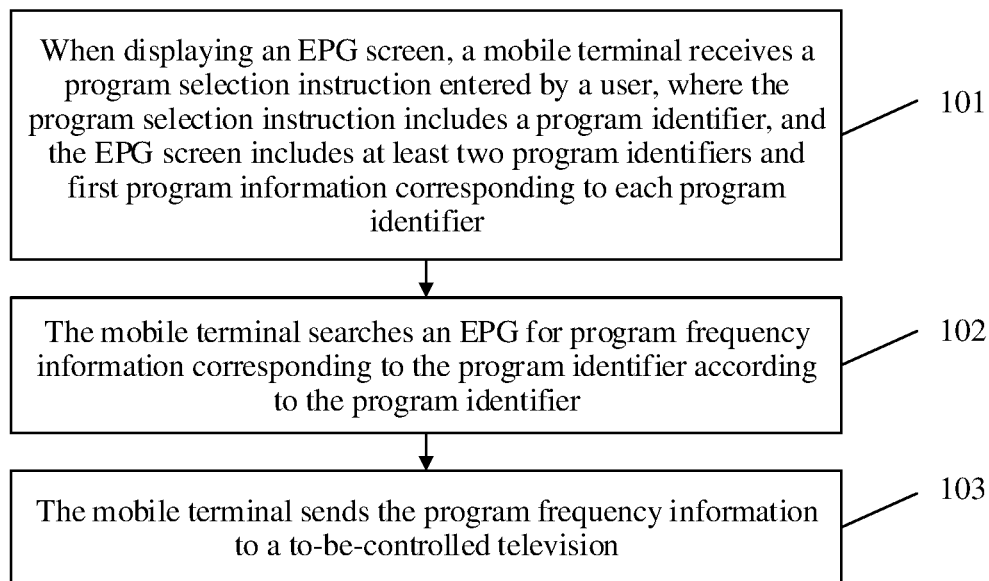 When displaying an EPG screen, a mobile terminal receives a
program selection instruction entered by a user, where the
program selection instruction includes a program identifier, and
the EPG screen includes at least two program identifiers and
first program information corresponding to each program
identifier
101
The mobile terminal searches an EPG for program frequency
information corresponding to the program identifier according
to the program identifier
102
The mobile terminal sends the program frequency information
to a to-be-controlled television
103